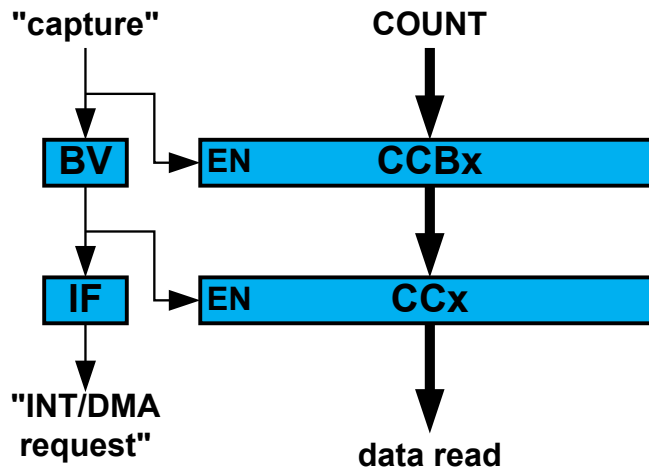 "capture"
COUNT
BV
EN
CCBx
IF
EN
CCx
"INT/DMA
request"
data read